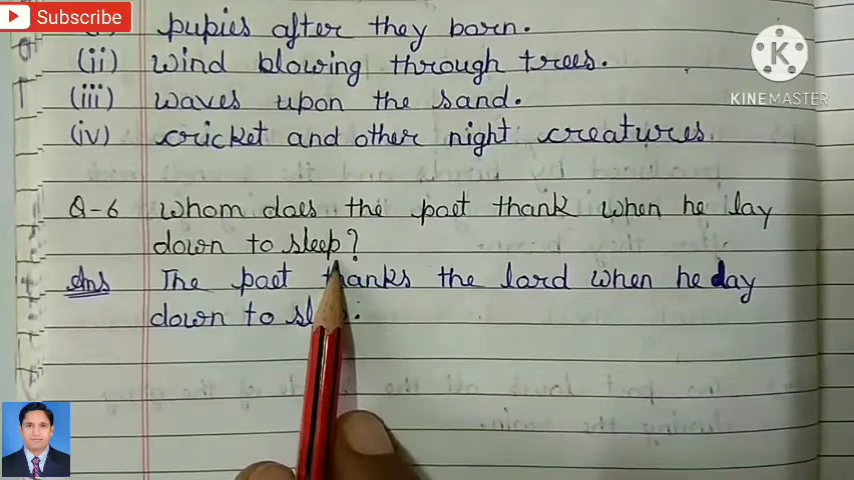 Subscribe
pupies after they born.
(ii) wind blowing through trees.
(iii) waves upon the sand.
(iv) cricket and other night creatures.
KINEMASTER
Q-6 whom does the poet thank when he lay
down to sleep?
Ans The poet thanks the lord when he lay
down to